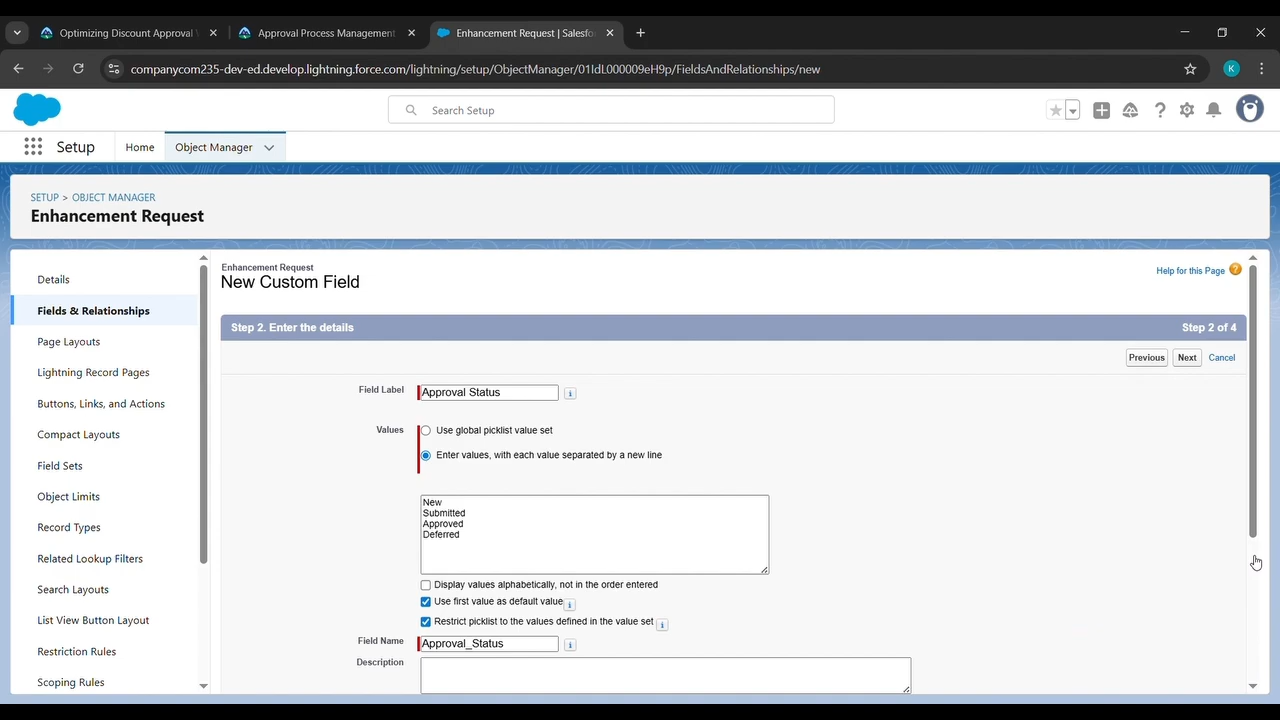 Optimizing Discount Approval
Approval Process Management
Enhancement Request | Salesfo
companycom235-dev-ed.develop.lightning.force.com/lightning/setup/ObjectManager/01IdL000009eH9p/FieldsAndRelationships/new
K
Search Setup
Setup
Home
Object Manager
SETUP > OBJECT MANAGER
Enhancement Request
Details
Fields & Relationships
Page Layouts
Lightning Record Pages
Buttons, Links, and Actions
Compact Layouts
Field Sets
Object Limits
Record Types
Related Lookup Filters
Search Layouts
List View Button Layout
Restriction Rules
Scoping Rules
Enhancement Request
New Custom Field
Help for this Page
Step 2. Enter the details
Step 2 of 4
Previous
Next
Cancel
Field Label
Approval Status
Values
Use global picklist value set
Enter values, with each value separated by a new line
New
Submitted
Approved
Deferred
Display values alphabetically, not in the order entered
Use first value as default value
Restrict picklist to the values defined in the value set
Field Name
Approval_Status
Description